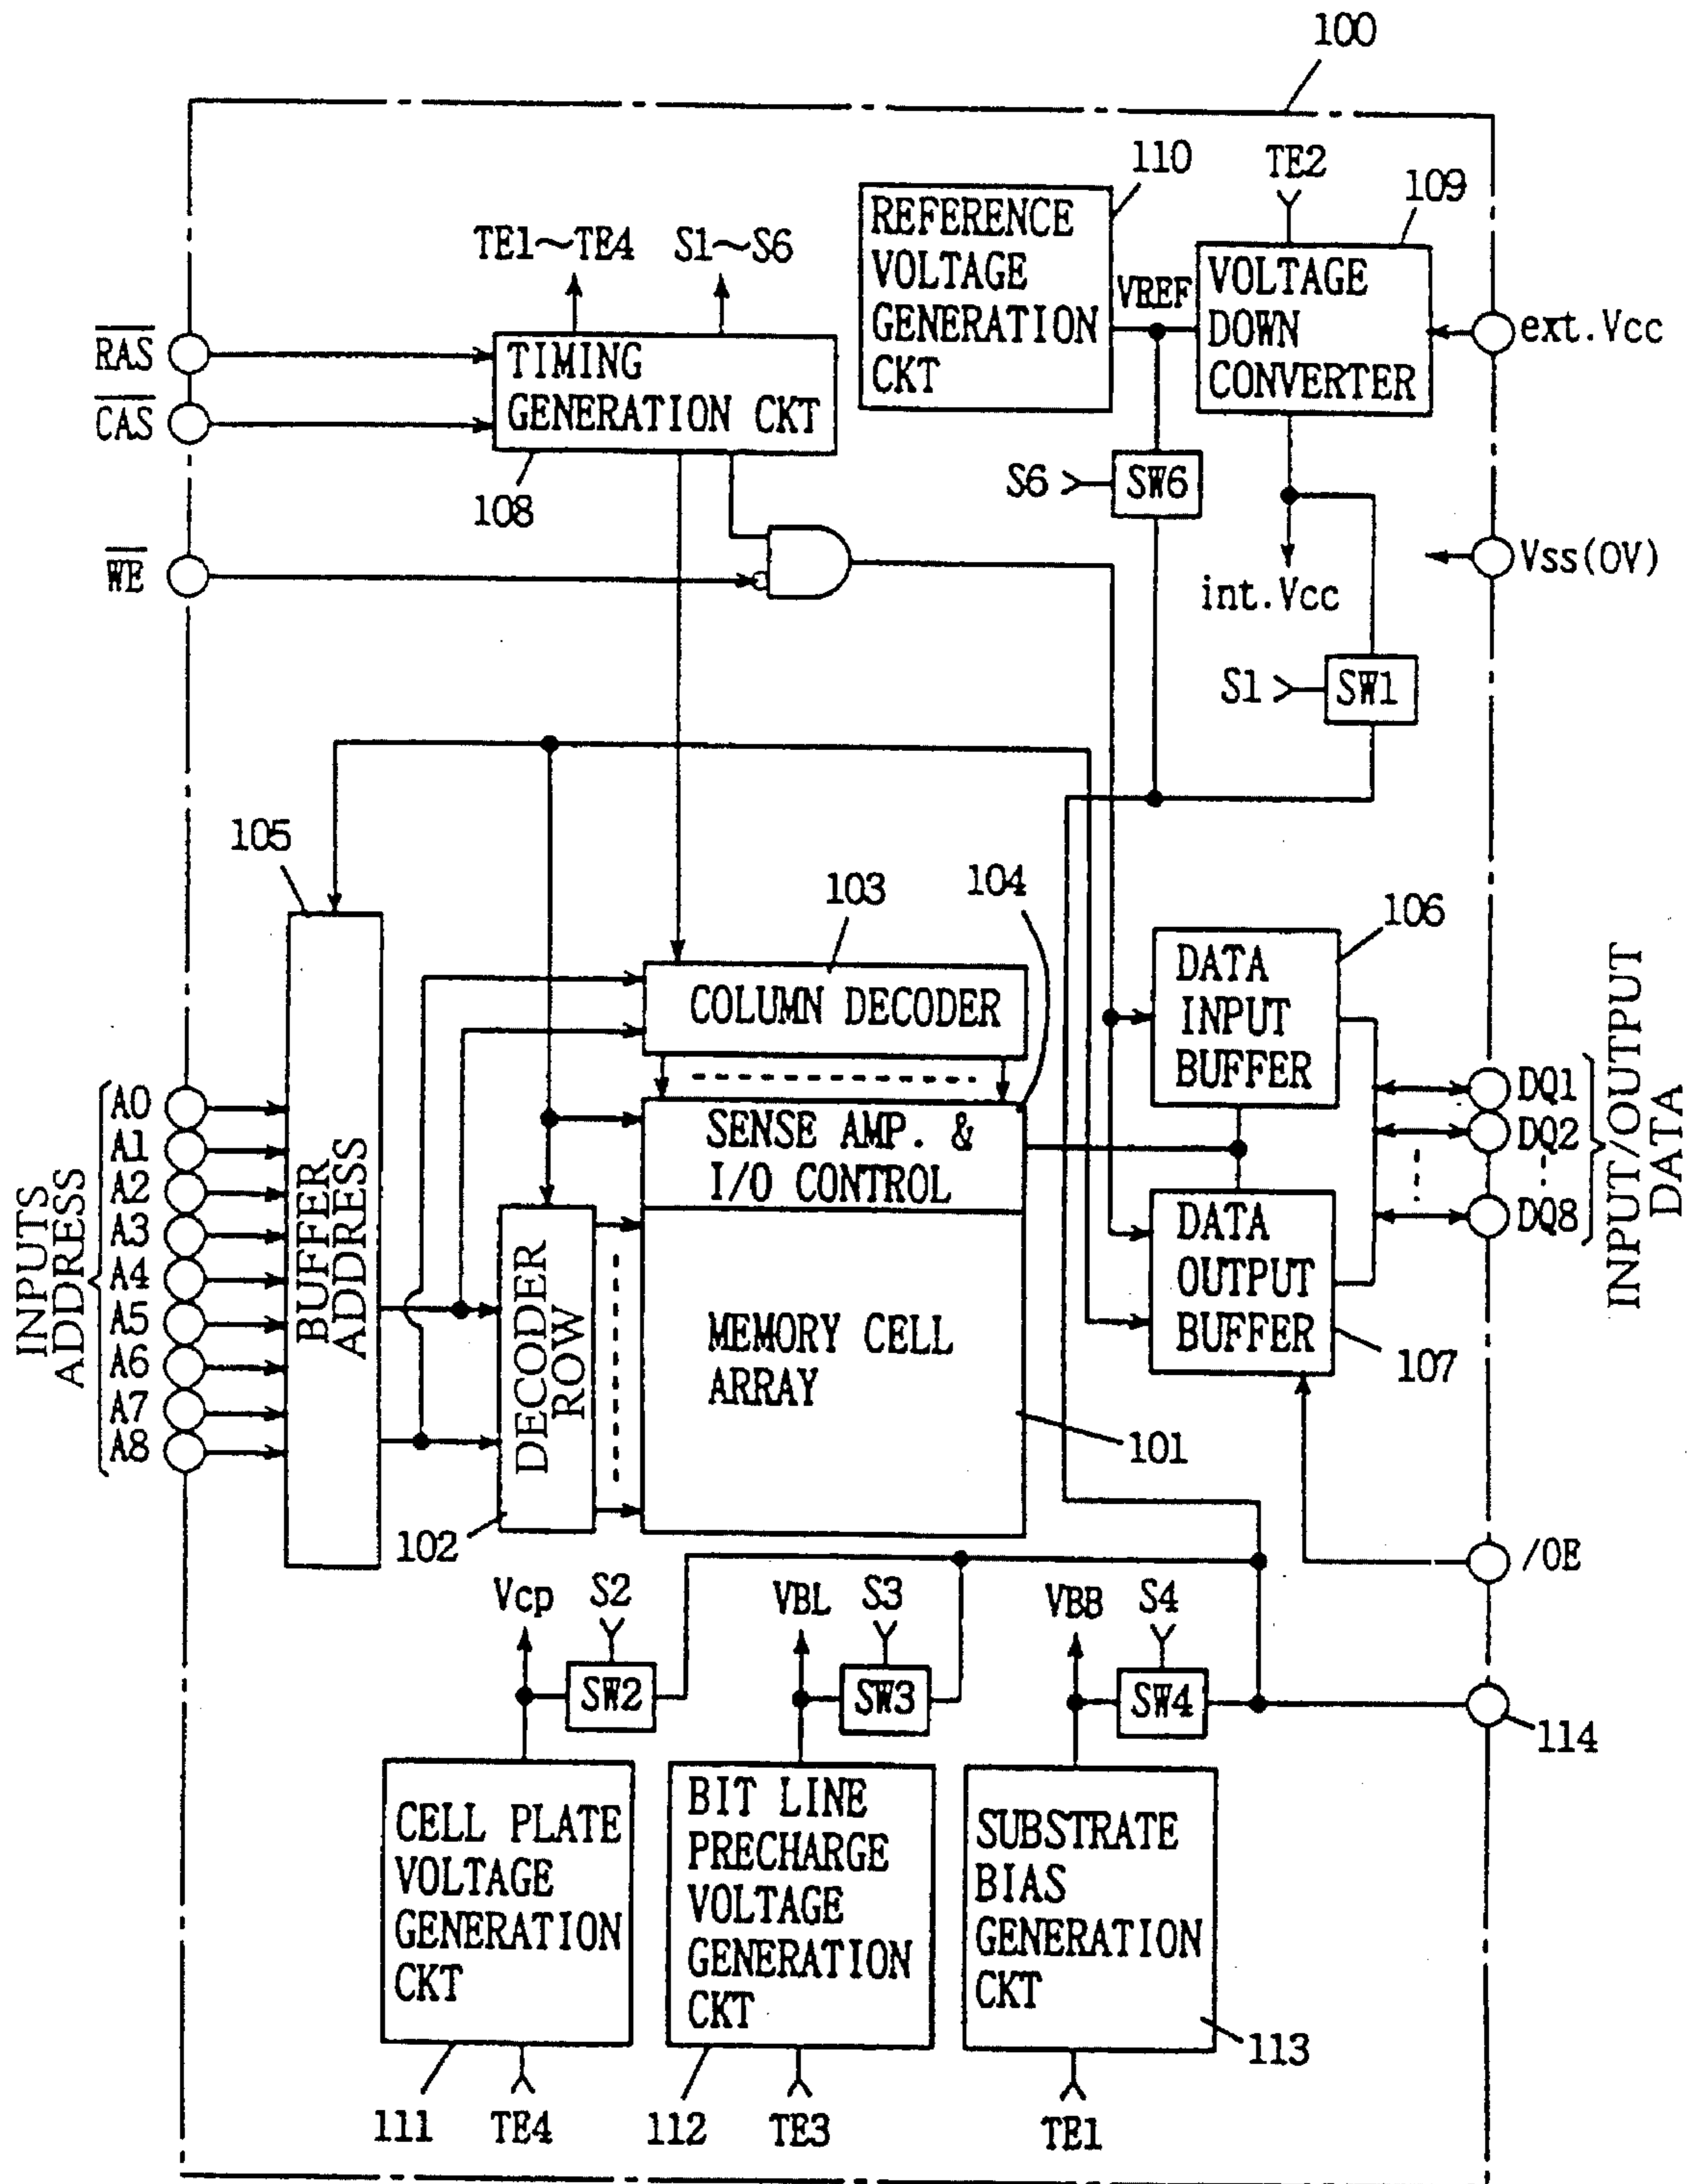 100
110
TE2
109
REFERENCE
VOLTAGE
GENERATION
CKT
VREF
VOLTAGE
DOWN
CONVERTER
ext.Vcc
TE1~TE4
S1~S6
RAS
CAS
TIMING
GENERATION CKT
108
S6
SW6
WE
int.Vcc
Vss(0V)
S1
SW1
105
103
104
106
COLUMN DECODER
DATA
INPUT
BUFFER
INPUTS
ADDRESS
A0
A1
A2
A3
A4
A5
A6
A7
A8
BUFFER
ADDRESS
SENSE AMP. &
I/O CONTROL
DQ1
DQ2
DQ8
INPUT/OUTPUT
DATA
DECODER
ROW
MEMORY CELL
ARRAY
DATA
OUTPUT
BUFFER
107
101
102
/OE
Vcp
S2
SW2
VBL
S3
SW3
VBB
S4
SW4
114
CELL PLATE
VOLTAGE
GENERATION
CKT
BIT LINE
PRECHARGE
VOLTAGE
GENERATION
CKT
SUBSTRATE
BIAS
GENERATION
CKT
111
TE4
112
TE3
TE1
113